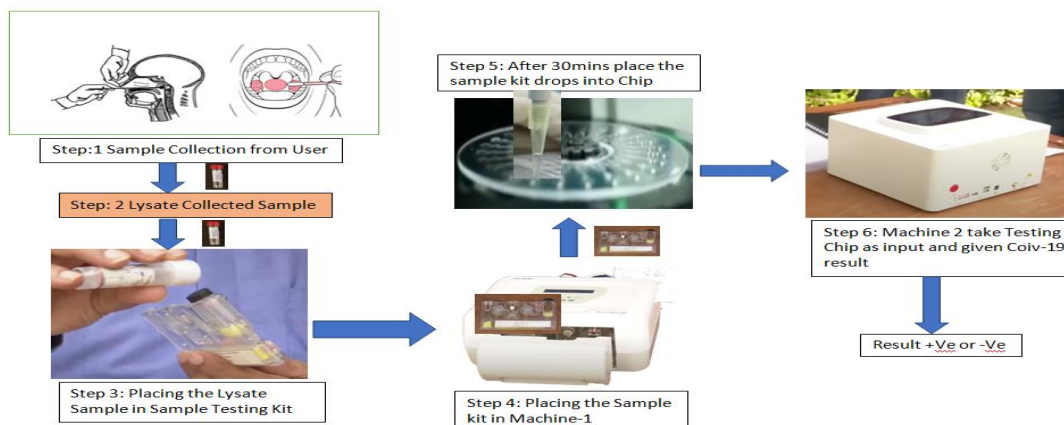 Step:1 Sample Collection from User
Step: 2 Lysate Collected Sample
Step 3: Placing the Lysate
Sample in Sample Testing Kit
Step 4: Placing the Sample
kit in Machine-1
Step 5: After 30mins place the
sample kit drops into Chip
Step 6: Machine 2 take Testing
Chip as input and given Coiv-19
result
Result +Ve or -Ve